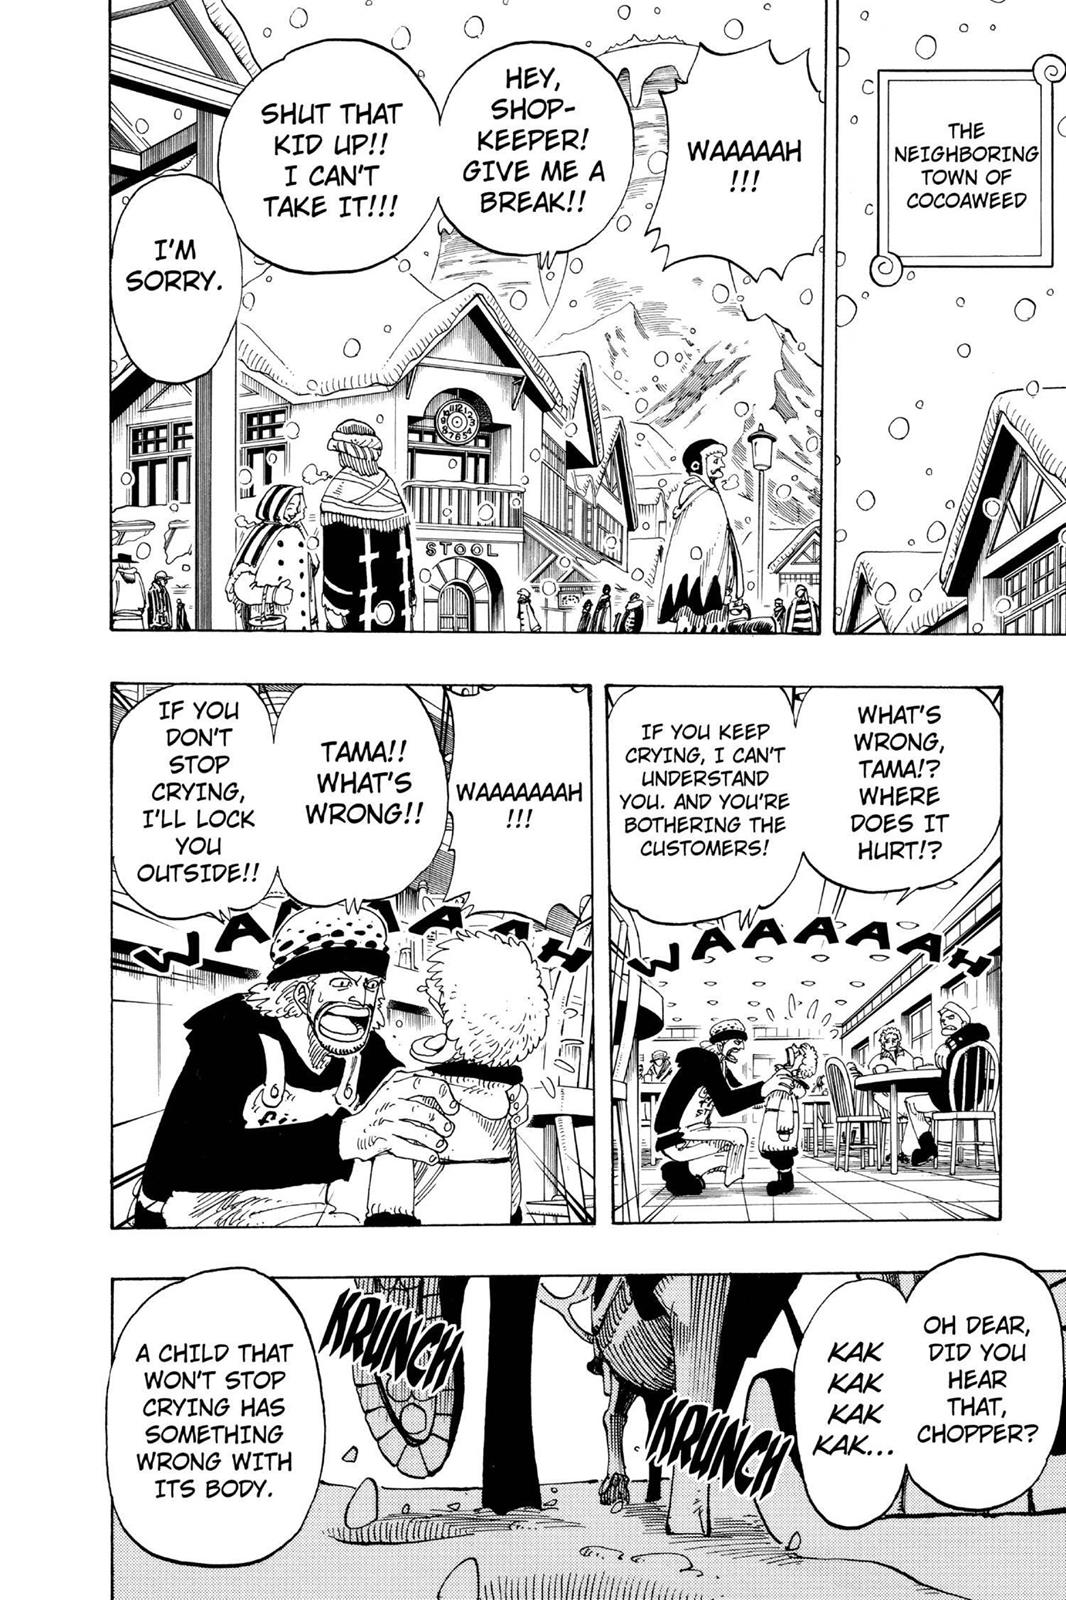 THE
NEIGHBORING
TOWN OF
COCOAWEED
WAAAAAH
!!!
HEY,
SHOP-
KEEPER!
GIVE ME A
BREAK!!
SHUT THAT
KID UP!!
I CAN'T
TAKE IT!!!
I'M
SORRY.
STOOL
WHAT'S
WRONG,
TAMA!?
WHERE
DOES IT
HURT!?
IF YOU KEEP
CRYING, I CAN'T
UNDERSTAND
YOU. AND YOU'RE
BOTHERING THE
CUSTOMERS!
WAAAAAAH
WAAAAAAH
!!!
TAMA!!
WHAT'S
WRONG!!
IF YOU
DON'T
STOP
CRYING,
I'LL LOCK
YOU
OUTSIDE!!
WAAAAAAH
OH DEAR,
DID YOU
HEAR
THAT,
CHOPPER?
KAK
KAK
KAK
KAK...
KRUNCH
KRUNCH
A CHILD THAT
WON'T STOP
CRYING HAS
SOMETHING
WRONG WITH
ITS BODY.